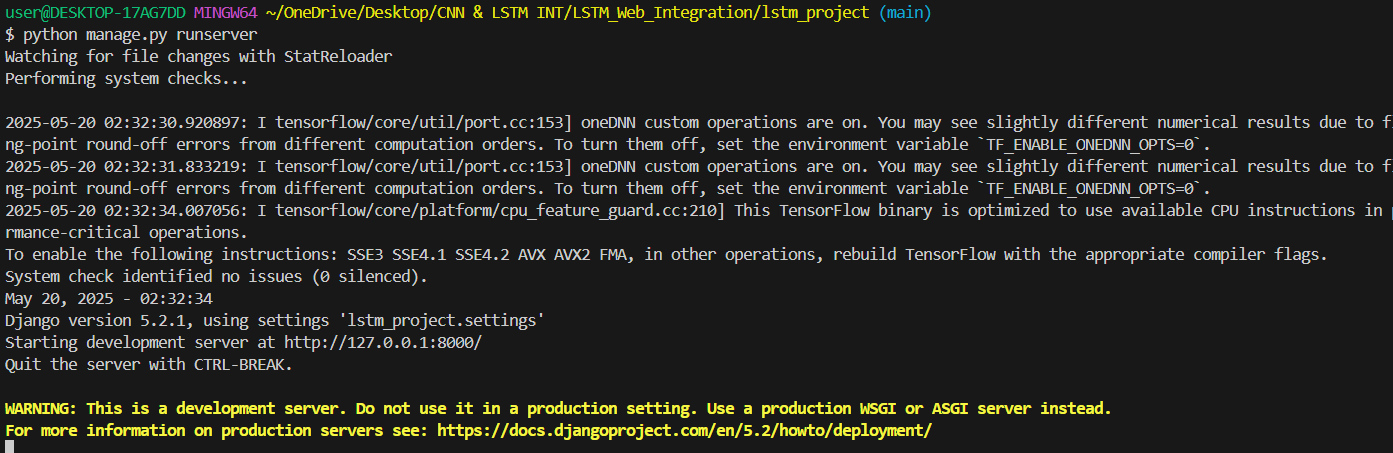 user@DESKTOP-17AG7DD MINGW64 ~/OneDrive/Desktop/CNN & LSTM INT/LSTM_Web_Integration/lstm_project (main)
$ python manage.py runserver
Watching for file changes with StatReloader
Performing system checks...
2025-05-20 02:32:30.920897: I tensorflow/core/util/port.cc:153] oneDNN custom operations are on. You may see slightly different numerical results due to
ng-point round-off errors from different computation orders. To turn them off, set the environment variable `TF_ENABLE_ONEDNN_OPTS=0`.
2025-05-20 02:32:31.833219: I tensorflow/core/util/port.cc:153] oneDNN custom operations are on. You may see slightly different numerical results due to
ng-point round-off errors from different computation orders. To turn them off, set the environment variable `TF_ENABLE_ONEDNN_OPTS=0`.
2025-05-20 02:32:34.007056: I tensorflow/core/platform/cpu_feature_guard.cc:210] This TensorFlow binary is optimized to use available CPU instructions in
rmance-critical operations.
To enable the following instructions: SSE3 SSE4.1 SSE4.2 AVX AVX2 FMA, in other operations, rebuild TensorFlow with the appropriate compiler flags.
System check identified no issues (0 silenced).
May 20, 2025 - 02:32:34
Django version 5.2.1, using settings 'lstm_project.settings'
Starting development server at http://127.0.0.1:8000/
Quit the server with CTRL-BREAK.
WARNING: This is a development server. Do not use it in a production setting. Use a production WSGI or ASGI server instead.
For more information on production servers see: https://docs.djangoproject.com/en/5.2/howto/deployment/